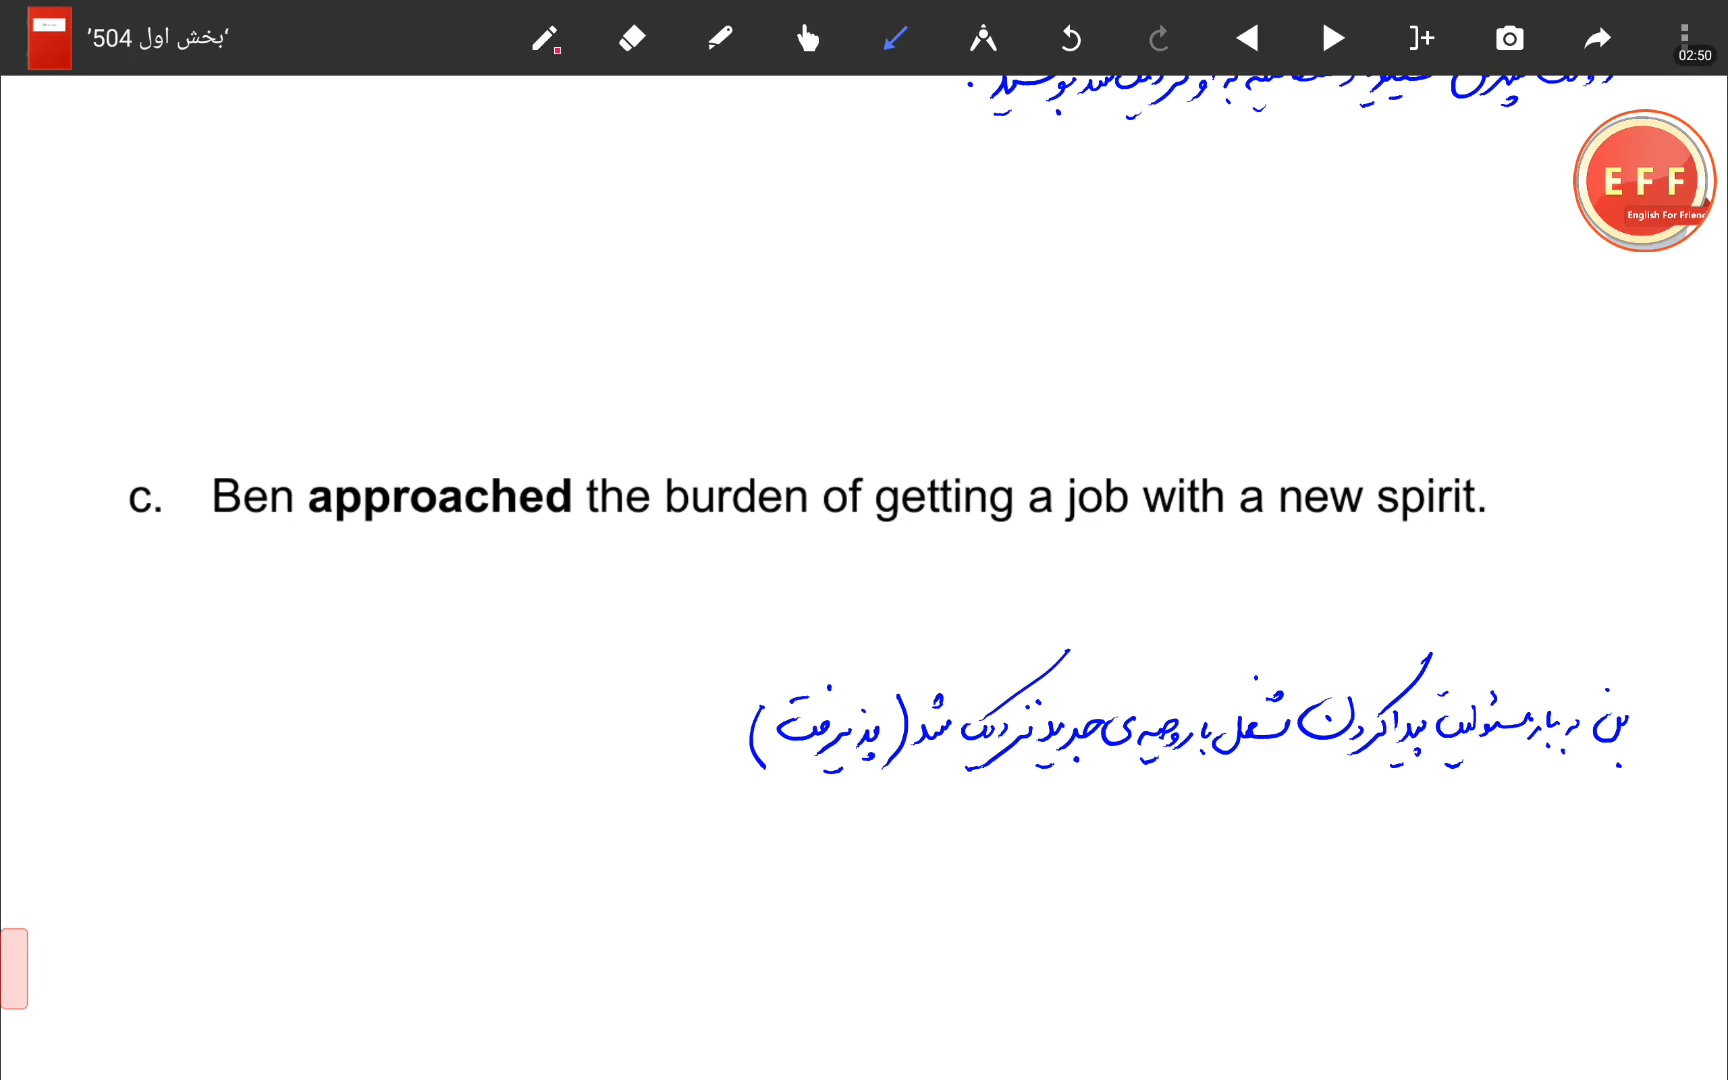 ‘بخش اول 504’
02:50
E F F
English For Friend
c. Ben approached the burden of getting a job with a new spirit.
بن به بار مسئولیت پیدا کردن شغل با روحیه ی جدید نزدیک شد (پذیرفت)